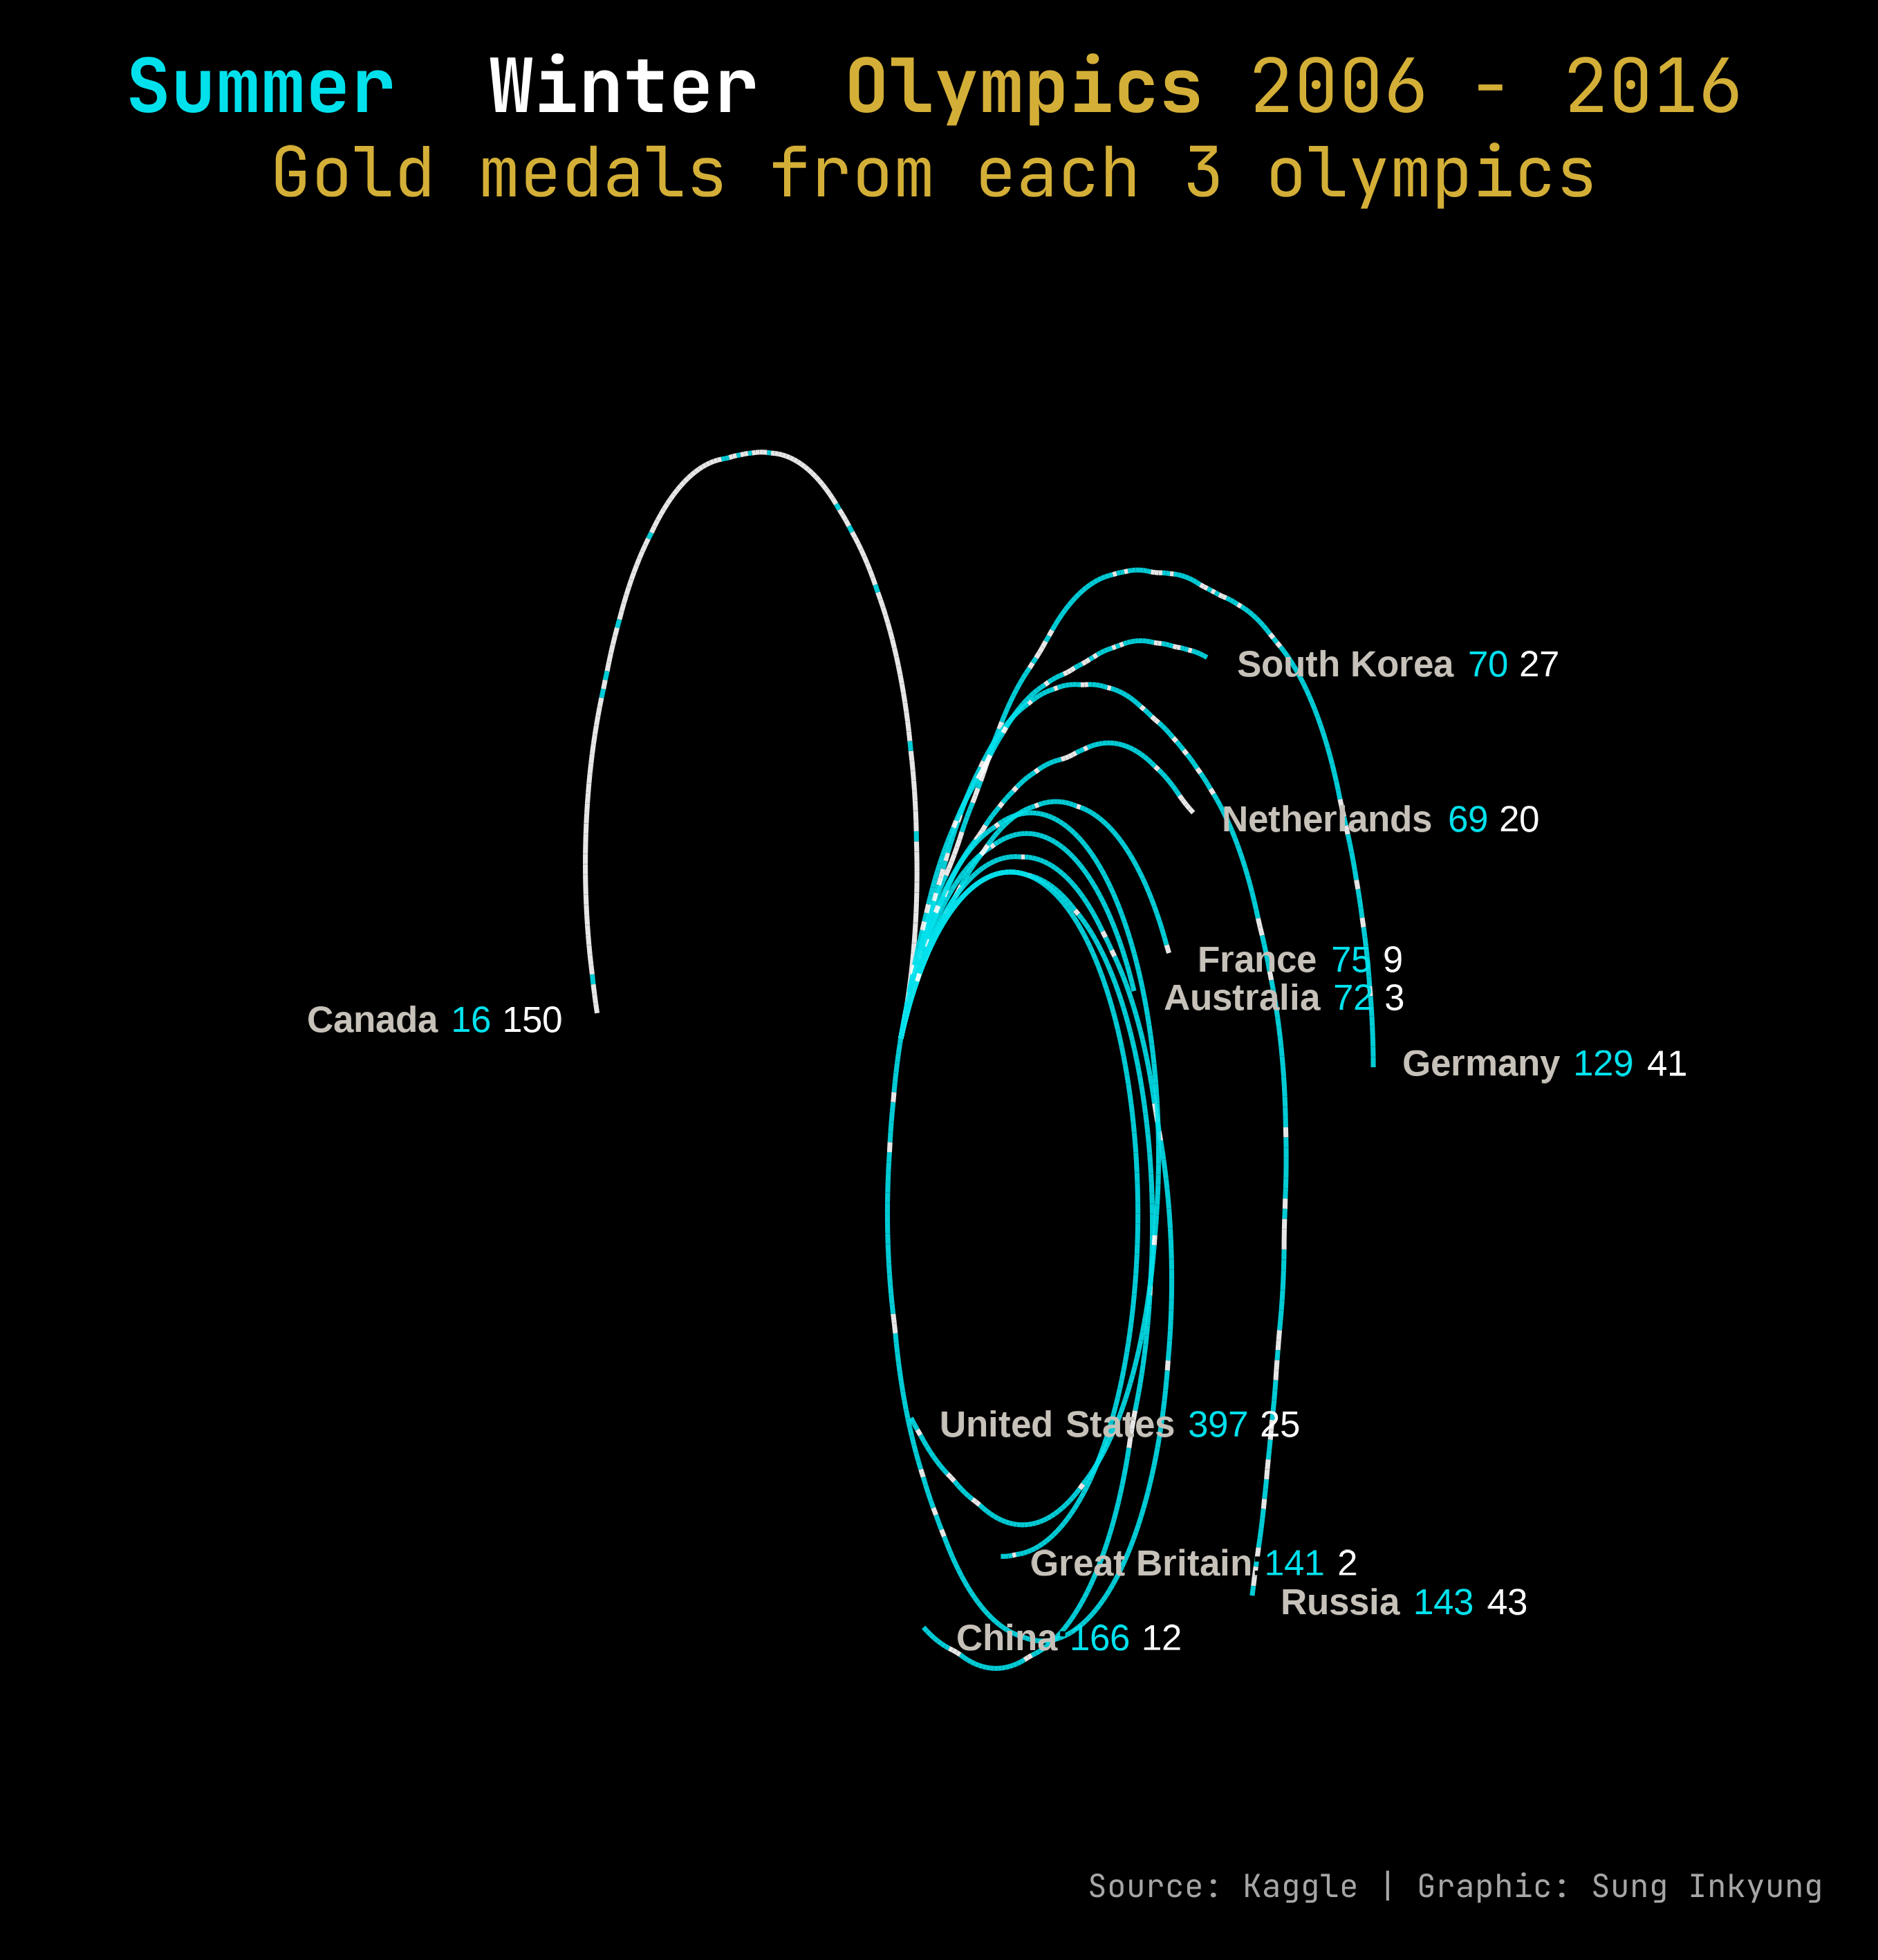 Summer Winter Olympics 2006 - 2016
Gold medals from each 3 olympics
South Korea 70 27
Netherlands 69 20
France 75 9
Australia 72 3
Canada 16 150
Germany 129 41
United States 397 25
Great Britain 141 2
Russia 143 43
China 166 12
Source: Kaggle | Graphic: Sung Inkyung